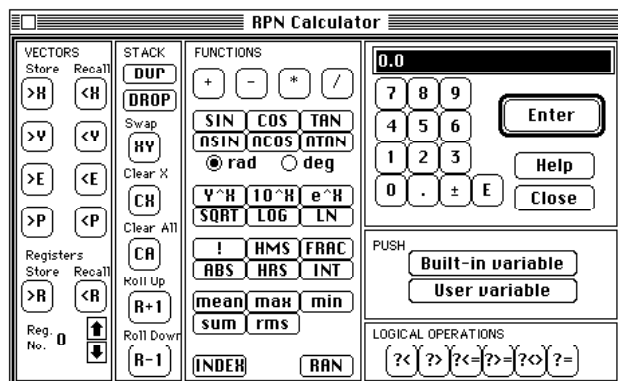 RPN Calculator
VECTORS
Store Recall
>X <X
>Y <Y
>E <E
>P <P
Registers
Store Recall
>R <R
Reg. No. 0
STACK
DUP
DROP
Swap
XY
Clear X
CX
Clear All
CA
Roll Up
R+1
Roll Down
R-1
FUNCTIONS
+ - * /
SIN COS TAN
ASIN ACOS ATAN
rad deg
Y^X 10^X e^X
SQRT LOG LN
! HMS FRAC
ABS HRS INT
mean max min
sum rms
INDEX RAN
0.0
7 8 9
4 5 6
1 2 3
0 . ± E
Enter
Help
Close
PUSH
Built-in variable
User variable
LOGICAL OPERATIONS
?< ?> ?<= ?>= ?<> ?=